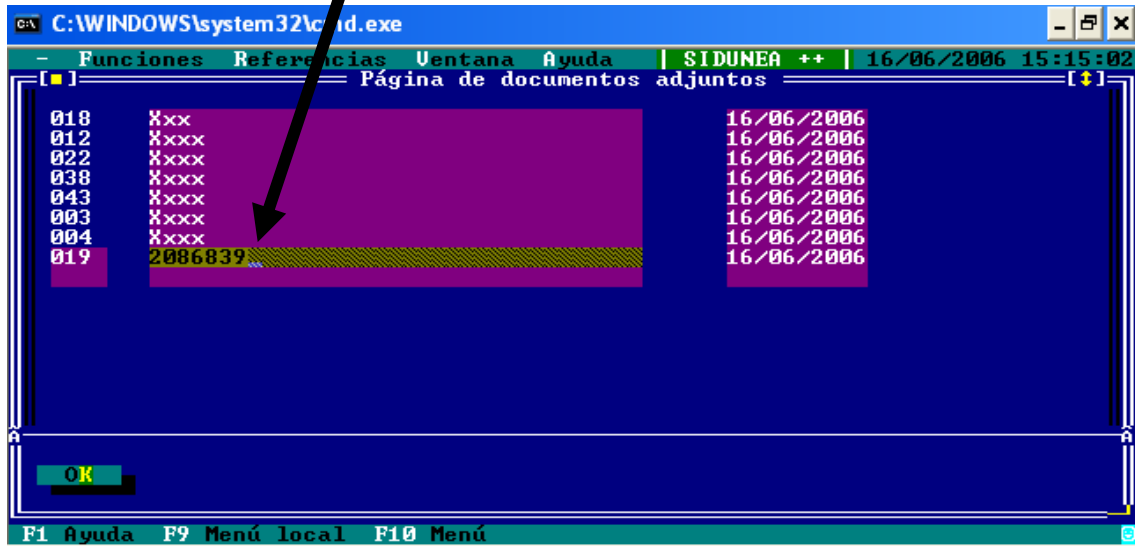 C:\WINDOWS\system32\cmd.exe
- Funciones Referencias Ventana Ayuda | SIDUNEA ++ | 16/06/2006 15:15:02
Página de documentos adjuntos
018 Xxx 16/06/2006
012 Xxxx 16/06/2006
022 Xxxx 16/06/2006
038 Xxxx 16/06/2006
043 Xxxx 16/06/2006
003 Xxxx 16/06/2006
004 Xxxx 16/06/2006
019 2086839 16/06/2006
OK
F1 Ayuda F9 Menú local F10 Menú